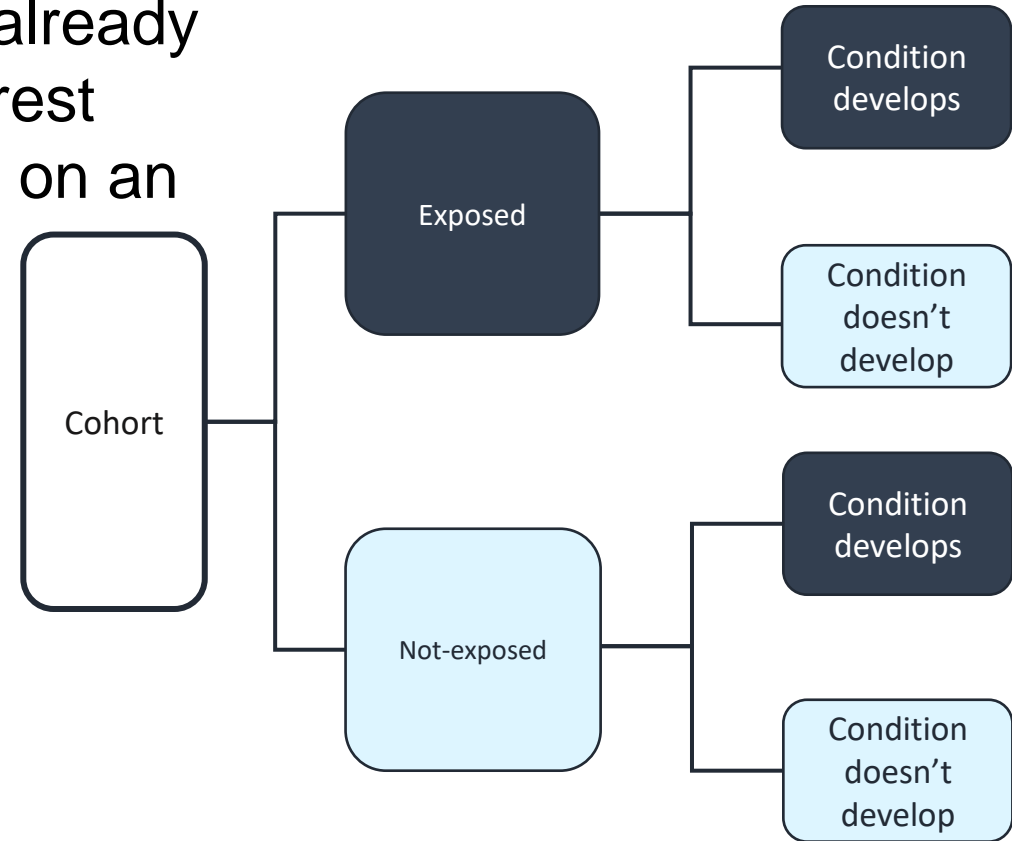 already
rest
on an
Cohort
Exposed
Not-exposed
Condition
develops
Condition
doesn’t
develop
Condition
develops
Condition
doesn’t
develop